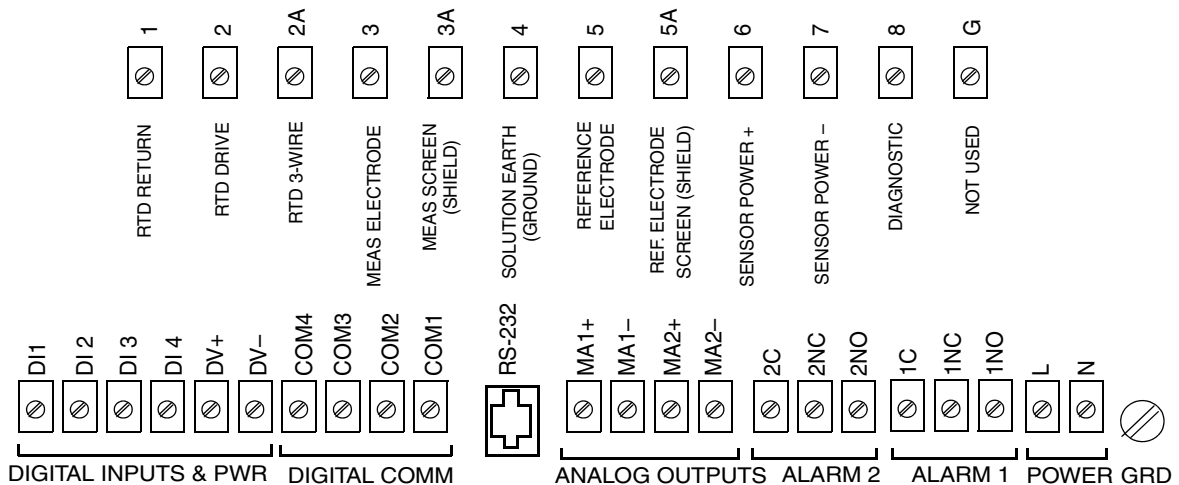 1 2 2A 3 3A 4 5 5A 6 7 8 G
RTD RETURN
RTD DRIVE
RTD 3-WIRE
MEAS ELECTRODE
MEAS SCREEN
(SHIELD)
SOLUTION EARTH
(GROUND)
REFERENCE
ELECTRODE
REF. ELECTRODE
SCREEN (SHIELD)
SENSOR POWER +
SENSOR POWER –
DIAGNOSTIC
NOT USED
DI1 DI 2 DI 3 DI 4 DV+ DV– COM4 COM3 COM2 COM1 RS-232 MA1+ MA1– MA2+ MA2– 2C 2NC 2NO 1C 1NC 1NO L N
DIGITAL INPUTS & PWR DIGITAL COMM ANALOG OUTPUTS ALARM 2 ALARM 1 POWER GRD